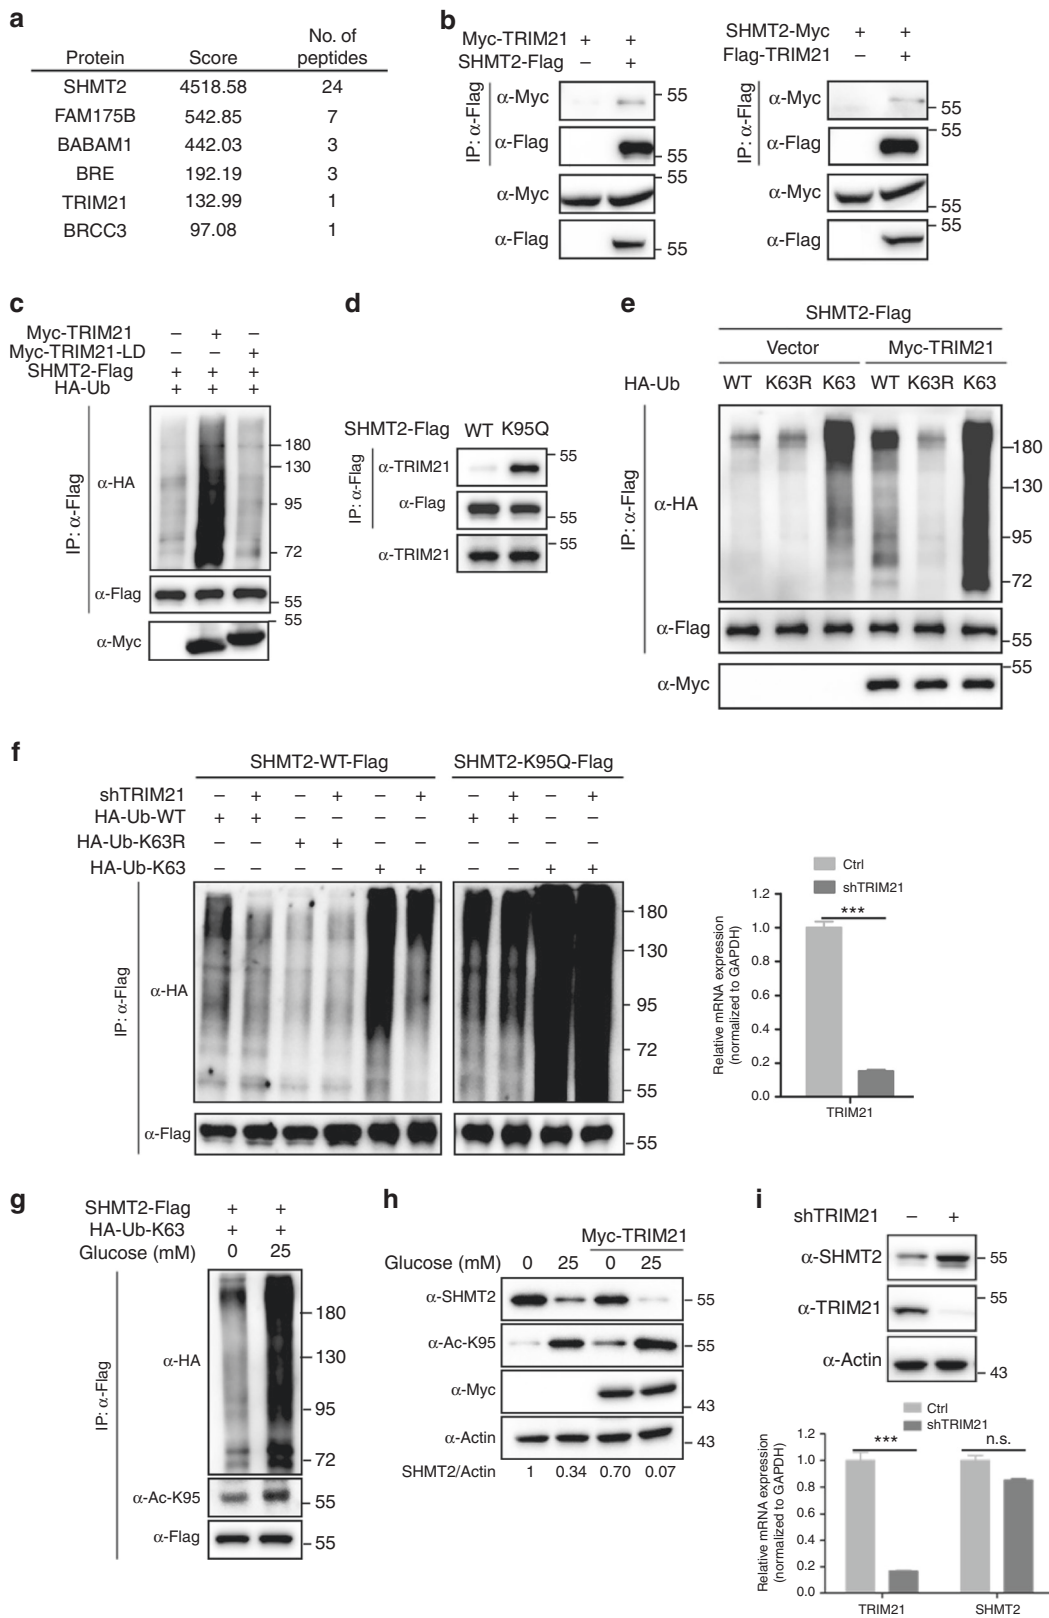 a
Protein Score No. of peptides
SHMT2 4518.58 24
FAM175B 542.85 7
BABAM1 442.03 3
BRE 192.19 3
TRIM21 132.99 1
BRCC3 97.08 1
b
Myc-TRIM21 + +
SHMT2-Flag – +
IP: α-Flag
α-Myc 55
α-Flag 55
α-Myc 55
α-Flag 55
SHMT2-Myc + +
Flag-TRIM21 – +
IP: α-Flag
α-Myc 55
α-Flag 55
α-Myc 55
α-Flag 55
c
Myc-TRIM21 – + –
Myc-TRIM21-LD – – +
SHMT2-Flag + + +
HA-Ub + + +
IP: α-Flag
α-HA
180
130
95
72
α-Flag 55
α-Myc 55
d
SHMT2-Flag WT K95Q
IP: α-Flag
α-TRIM21 55
α-Flag 55
α-TRIM21 55
e
SHMT2-Flag
Vector Myc-TRIM21
HA-Ub WT K63R K63 WT K63R K63
IP: α-Flag
α-HA
180
130
95
72
α-Flag 55
α-Myc 55
f
SHMT2-WT-Flag SHMT2-K95Q-Flag
shTRIM21 – + – + – + – + – +
HA-Ub-WT + + – – – – + + – –
HA-Ub-K63R – – + + – – – – – –
HA-Ub-K63 – – – – + + – – + +
IP: α-Flag
α-HA
180
130
95
72
55
α-Flag 55
Ctrl
shTRIM21
Relative mRNA expression
(normalized to GAPDH)
1.2
1.0
0.8
0.6
0.4
0.2
0.0
***
TRIM21
g
SHMT2-Flag + +
HA-Ub-K63 + +
Glucose (mM) 0 25
IP: α-Flag
α-HA
180
130
95
72
α-Ac-K95 55
α-Flag 55
h
Myc-TRIM21
Glucose (mM) 0 25 0 25
α-SHMT2 55
α-Ac-K95 55
α-Myc 43
α-Actin 43
SHMT2/Actin 1 0.34 0.70 0.07
i
shTRIM21 – +
α-SHMT2 55
α-TRIM21 55
α-Actin 43
Ctrl
shTRIM21
Relative mRNA expression
(normalized to GAPDH)
1.2
1.0
0.8
0.6
0.4
0.2
0.0
*** n.s.
TRIM21 SHMT2